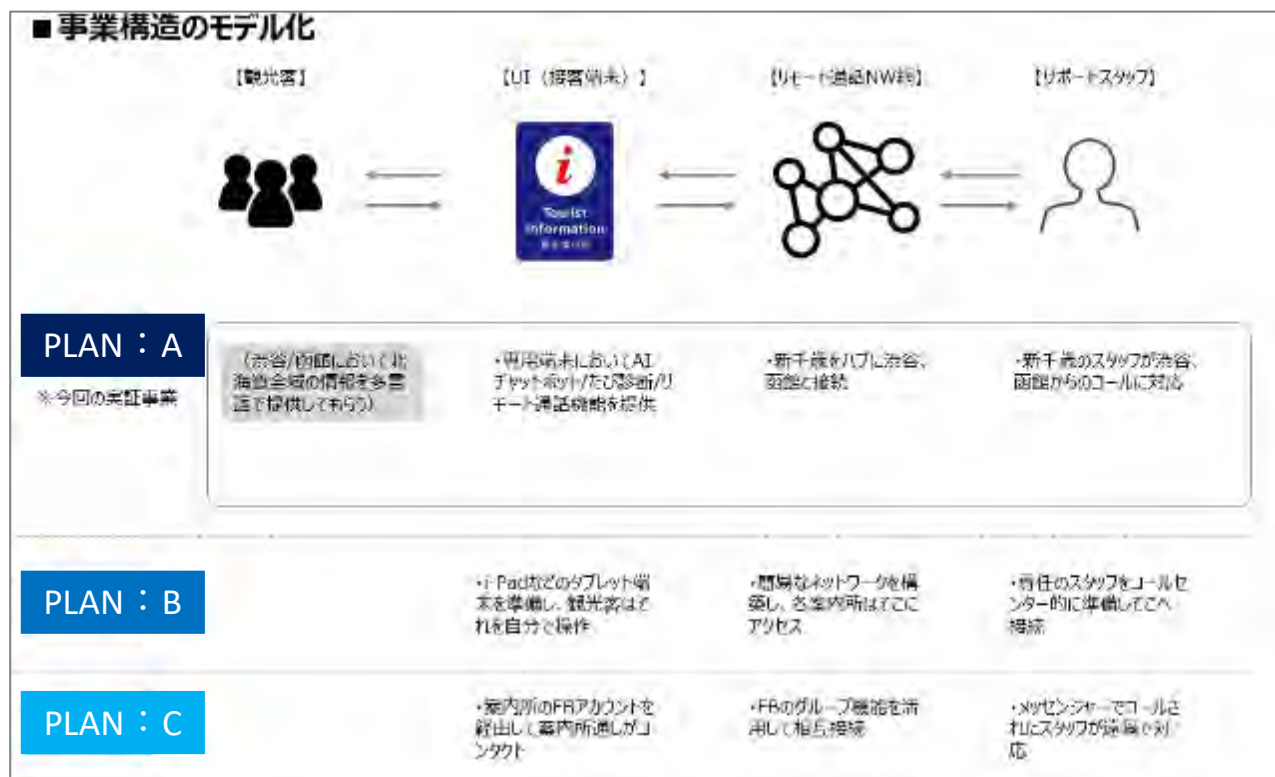 ■事業構造のモデル化
【観光客】
【UI（接客端末）】
【リモート通話NW網】
【サポートスタッフ】
i
Tourist
Information
PLAN：A
※今回の実証事業
（渋谷/函館において北
海道全域の情報を多言
語で提供してもらう）
・専用端末においてAI
チャットボット/たび診断/リ
モート通話機能を提供
・新千歳をハブに渋谷、
函館と接続
・新千歳のスタッフが渋谷、
函館からのコールに対応
PLAN：B
・i-Padなどのタブレット端
末を準備し、観光客はそ
れを自分で操作
・簡易なネットワークを構
築し、各案内所はそこに
アクセス
・専任のスタッフをコールセ
ンター的に準備してそこへ
接続
PLAN：C
・案内所のFBアカウントを
経由して案内所通しがコ
ンタクト
・FBのグループ機能を活
用して相互接続
・メッセンジャーでコールさ
れたスタッフが遠隔で対
応